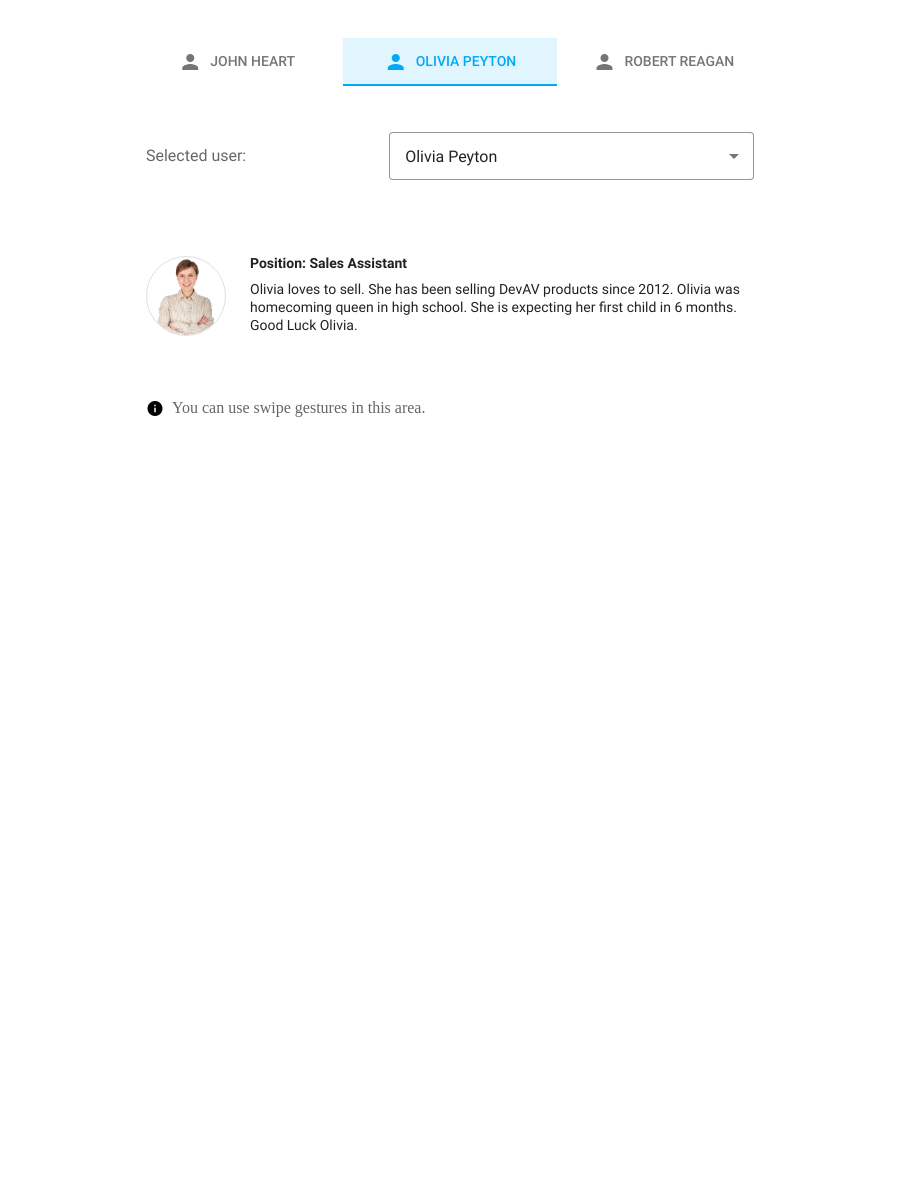 JOHN HEART
OLIVIA PEYTON
ROBERT REAGAN
Selected user:
Olivia Peyton
Position: Sales Assistant
Olivia loves to sell. She has been selling DevAV products since 2012. Olivia was
homecoming queen in high school. She is expecting her first child in 6 months.
Good Luck Olivia.
You can use swipe gestures in this area.